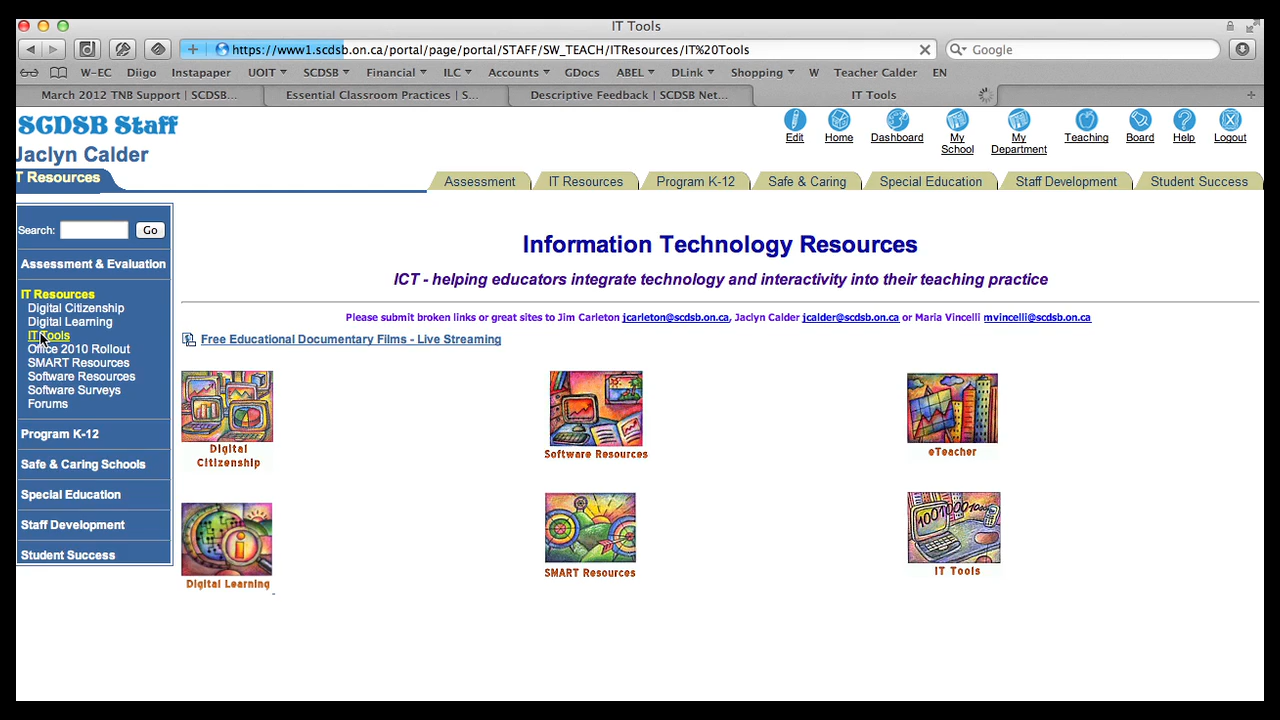 IT Tools
https://www1.scdsb.on.ca/portal/page/portal/STAFF/SW_TEACH/ITResources/IT%20Tools
Google
W-EC Diigo Instapaper UOIT SCDSB Financial ILC Accounts GDocs ABEL DLink Shopping W Teacher Calder EN
March 2012 TNB Support | SCDSB... Essential Classroom Practices | S... Descriptive Feedback | SCDSB Net... IT Tools
SCDSB Staff
Jaclyn Calder
Edit Home Dashboard My School My Department Teaching Board Help Logout
IT Resources
Assessment IT Resources Program K-12 Safe & Caring Special Education Staff Development Student Success
Search: Go
Assessment & Evaluation
IT Resources
Digital Citizenship
Digital Learning
IT Tools
Office 2010 Rollout
SMART Resources
Software Resources
Software Surveys
Forums
Program K-12
Safe & Caring Schools
Special Education
Staff Development
Student Success
Information Technology Resources
ICT - helping educators integrate technology and interactivity into their teaching practice
Please submit broken links or great sites to Jim Carleton jcarleton@scdsb.on.ca, Jaclyn Calder jcalder@scdsb.on.ca or Maria Vincelli mvincelli@scdsb.on.ca
Free Educational Documentary Films - Live Streaming
Digital
Citizenship
Software Resources
eTeacher
Digital Learning
SMART Resources
IT Tools